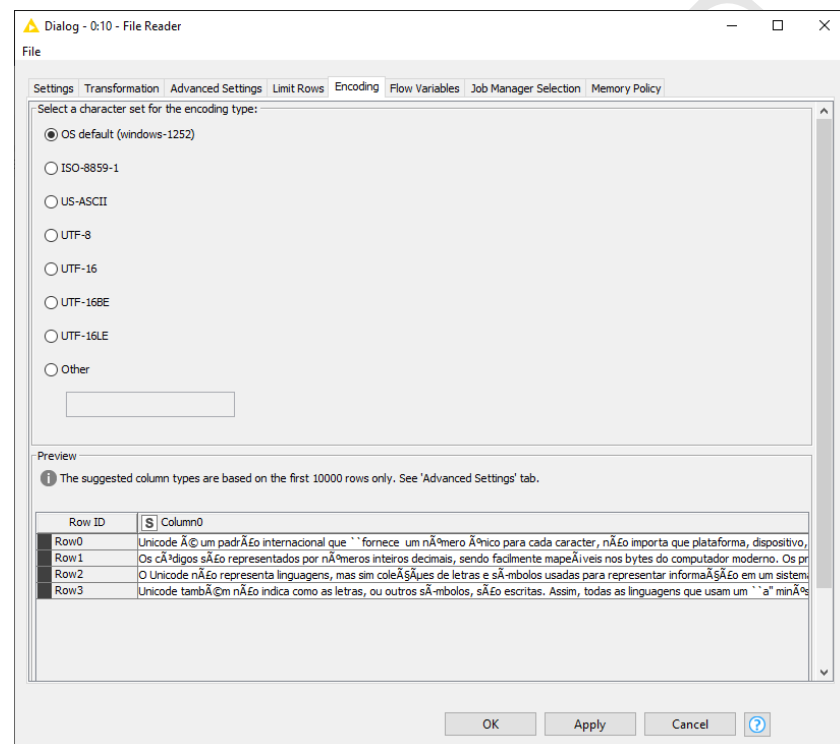 Dialog - 0:10 - File Reader
File
Settings Transformation Advanced Settings Limit Rows Encoding Flow Variables Job Manager Selection Memory Policy
Select a character set for the encoding type:
OS default (windows-1252)
ISO-8859-1
US-ASCII
UTF-8
UTF-16
UTF-16BE
UTF-16LE
Other
Preview
The suggested column types are based on the first 10000 rows only. See 'Advanced Settings' tab.
Row ID S Column0
Row0 Unicode Ã© um padrÃ£o internacional que ``fornece um nÃºmero Ãºnico para cada caracter, nÃ£o importa que plataforma, dispositivo,
Row1 Os cÃ³digos sÃ£o representados por nÃºmeros inteiros decimais, sendo facilmente mapeÃiveis nos bytes do computador moderno. Os pr
Row2 O Unicode nÃ£o representa linguagens, mas sim coleÃ§Ãµes de letras e sÃ-mbolos usadas para representar informaÃ§Ã£o em um sistema
Row3 Unicode tambÃ©m nÃ£o indica como as letras, ou outros sÃ-mbolos, sÃ£o escritas. Assim, todas as linguagens que usam um ``a" minÃºs
OK Apply Cancel ?